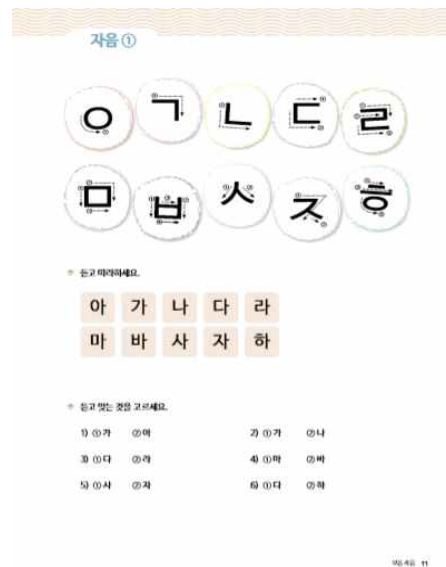 자음 ①
ㅇ ㄱ ㄴ ㄷ ㄹ
ㅁ ㅂ ㅅ ㅈ ㅎ
듣고 따라하세요.
아 가 나 다 라
마 바 사 자 하
듣고 맞는 것을 고르세요.
1) ①가 ②아 2) ①가 ②나
3) ①다 ②라 4) ①마 ②바
5) ①사 ②자 6) ①다 ②하
11